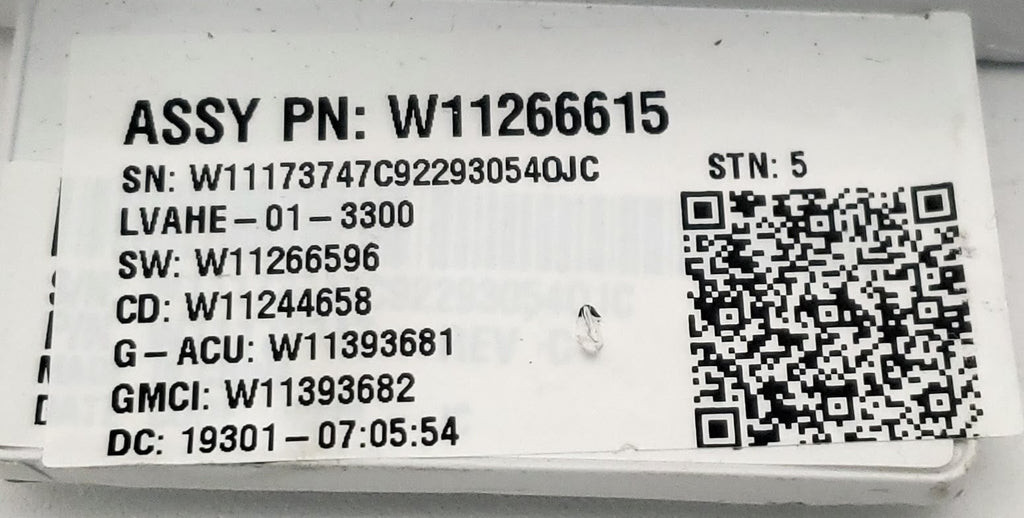 ASSY PN: W11266615
SN: W11173747C922930540JC
STN: 5
LVAHE-01-3300
SW: W11266596
CD: W11244658
G-ACU: W11393681
GMCI: W11393682
DC: 19301-07:05:54